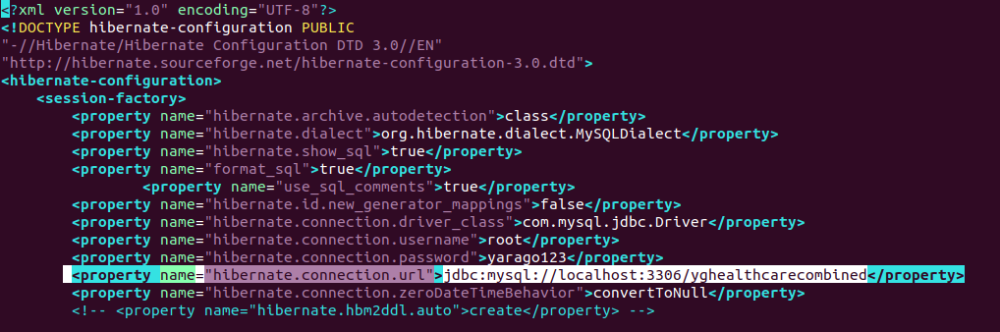 <?xml version="1.0" encoding="UTF-8"?>
<!DOCTYPE hibernate-configuration PUBLIC
"-//Hibernate/Hibernate Configuration DTD 3.0//EN"
"http://hibernate.sourceforge.net/hibernate-configuration-3.0.dtd">
<hibernate-configuration>
    <session-factory>
        <property name="hibernate.archive.autodetection">class</property>
        <property name="hibernate.dialect">org.hibernate.dialect.MySQLDialect</property>
        <property name="hibernate.show_sql">true</property>
        <property name="format_sql">true</property>
                <property name="use_sql_comments">true</property>
        <property name="hibernate.id.new_generator_mappings">false</property>
        <property name="hibernate.connection.driver_class">com.mysql.jdbc.Driver</property>
        <property name="hibernate.connection.username">root</property>
        <property name="hibernate.connection.password">yarago123</property>
        <property name="hibernate.connection.url">jdbc:mysql://localhost:3306/yghealthcarecombined</property>
        <property name="hibernate.connection.zeroDateTimeBehavior">convertToNull</property>
        <!-- <property name="hibernate.hbm2ddl.auto">create</property> -->